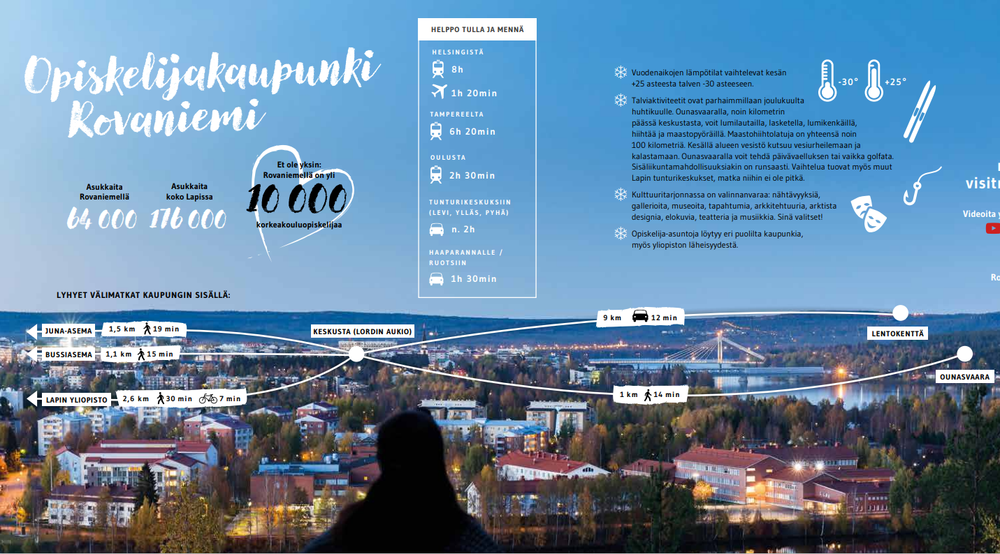 Opiskelijakaupunki
Rovaniemi
Asukkaita
Rovaniemellä
64 000
Asukkaita
koko Lapissa
176 000
Et ole yksin:
Rovaniemellä on yli
10 000
korkeakouluopiskelijaa
HELPPO TULLA JA MENNÄ
HELSINGISTÄ
8h
1h 20min
TAMPEREELTA
6h 20min
OULUSTA
2h 30min
TUNTURIKESKUKSIIN
(LEVI, YLLÄS, PYHÄ)
n. 2h
HAAPARANNALLE /
RUOTSIIN
1h 30min
Vuodenaikojen lämpötilat vaihtelevat kesän
+25 asteesta talven -30 asteeseen.
Talviaktiviteetit ovat parhaimmillaan joulukuulta
huhtikuulle. Ounasvaaralla, noin kilometrin
päässä keskustasta, voit lumilautailla, lasketella, lumikenkäillä,
hiihtää ja maastopyöräillä. Maastohiihtolatuja on yhteensä noin
100 kilometriä. Kesällä alueen vesistö kutsuu vesiurheilemaan ja
kalastamaan. Ounasvaaralla voit tehdä päivävaelluksen tai vaikka golfata.
Sisäliikuntamahdollisuuksiakin on runsaasti. Vaihtelua tuovat myös muut
Lapin tunturikeskukset, matka niihin ei ole pitkä.
Kulttuuritarjonnassa on valinnanvaraa: nähtävyyksiä,
gallerioita, museoita, tapahtumia, arkkitehtuuria, arktista
designia, elokuvia, teatteria ja musiikkia. Sinä valitset!
Opiskelija-asuntoja löytyy eri puolilta kaupunkia,
myös yliopiston läheisyydestä.
-30° +25°
visit
Videoita y
Ro
LYHYET VÄLIMATKAT KAUPUNGIN SISÄLLÄ:
JUNA-ASEMA 1,5 km 19 min
BUSSIASEMA 1,1 km 15 min
LAPIN YLIOPISTO 2,6 km 30 min 7 min
KESKUSTA (LORDIN AUKIO)
9 km 12 min
LENTOKENTTÄ
1 km 14 min
OUNASVAARA